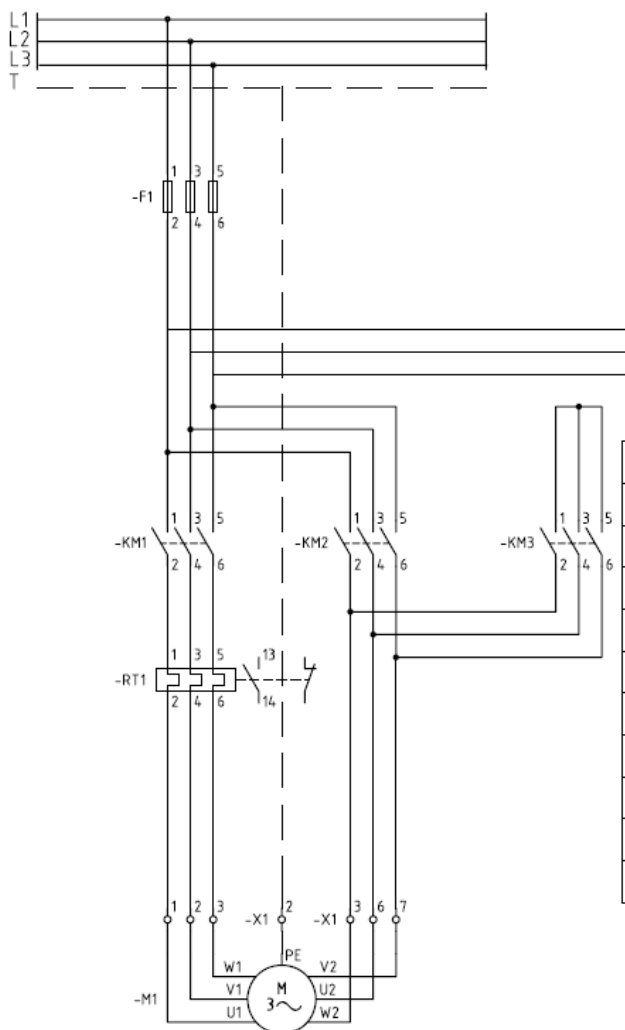 L1
L2
L3
T
1 3 5
-F1
2 4 6
1 3 5 1 3 5 1 3 5
-KM1 -KM2 -KM3
2 4 6 2 4 6 2 4 6
1 3 5 13
-RT1
2 4 6 14
1 2 3 -X1 2 -X1 3 6 7
PE
W1 V2
V1 M U2
-M1 3~
U1 W2